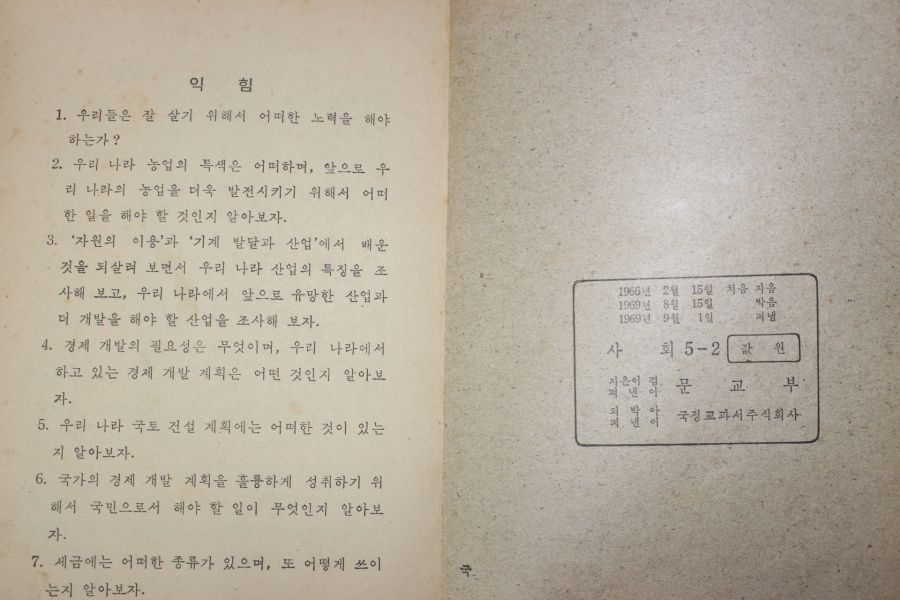 익 힘
1. 우리들은 잘 살기 위해서 어떠한 노력을 해야
하는가?
2. 우리 나라 농업의 특색은 어떠하며, 앞으로 우
리 나라의 농업을 더욱 발전시키기 위해서 어떠
한 일을 해야 할 것인지 알아보자.
3. '자원의 이용'과 '기계 발달과 산업'에서 배운
것을 되살려 보면서 우리 나라 산업의 특징을 조
사해 보고, 우리 나라에서 앞으로 유망한 산업과
더 개발을 해야 할 산업을 조사해 보자.
4. 경제 개발의 필요성은 무엇이며, 우리 나라에서
하고 있는 경제 개발 계획은 어떤 것인지 알아보
자.
5. 우리 나라 국토 건설 계획에는 어떠한 것이 있는
지 알아보자.
6. 국가의 경제 개발 계획을 훌륭하게 성취하기 위
해서 국민으로서 해야 할 일이 무엇인지 알아보
자.
7. 세금에는 어떠한 종류가 있으며, 또 어떻게 쓰이
는지 알아보자.
1966년 2월 15일 처음 지음
1969년 8월 15일 박음
1969년 9월 1일 펴냄
사 회 5-2 값 원
지은이 겸
펴 낸 이 문 교 부
되 박 아
펴 낸 이 국정교과서주식회사
국